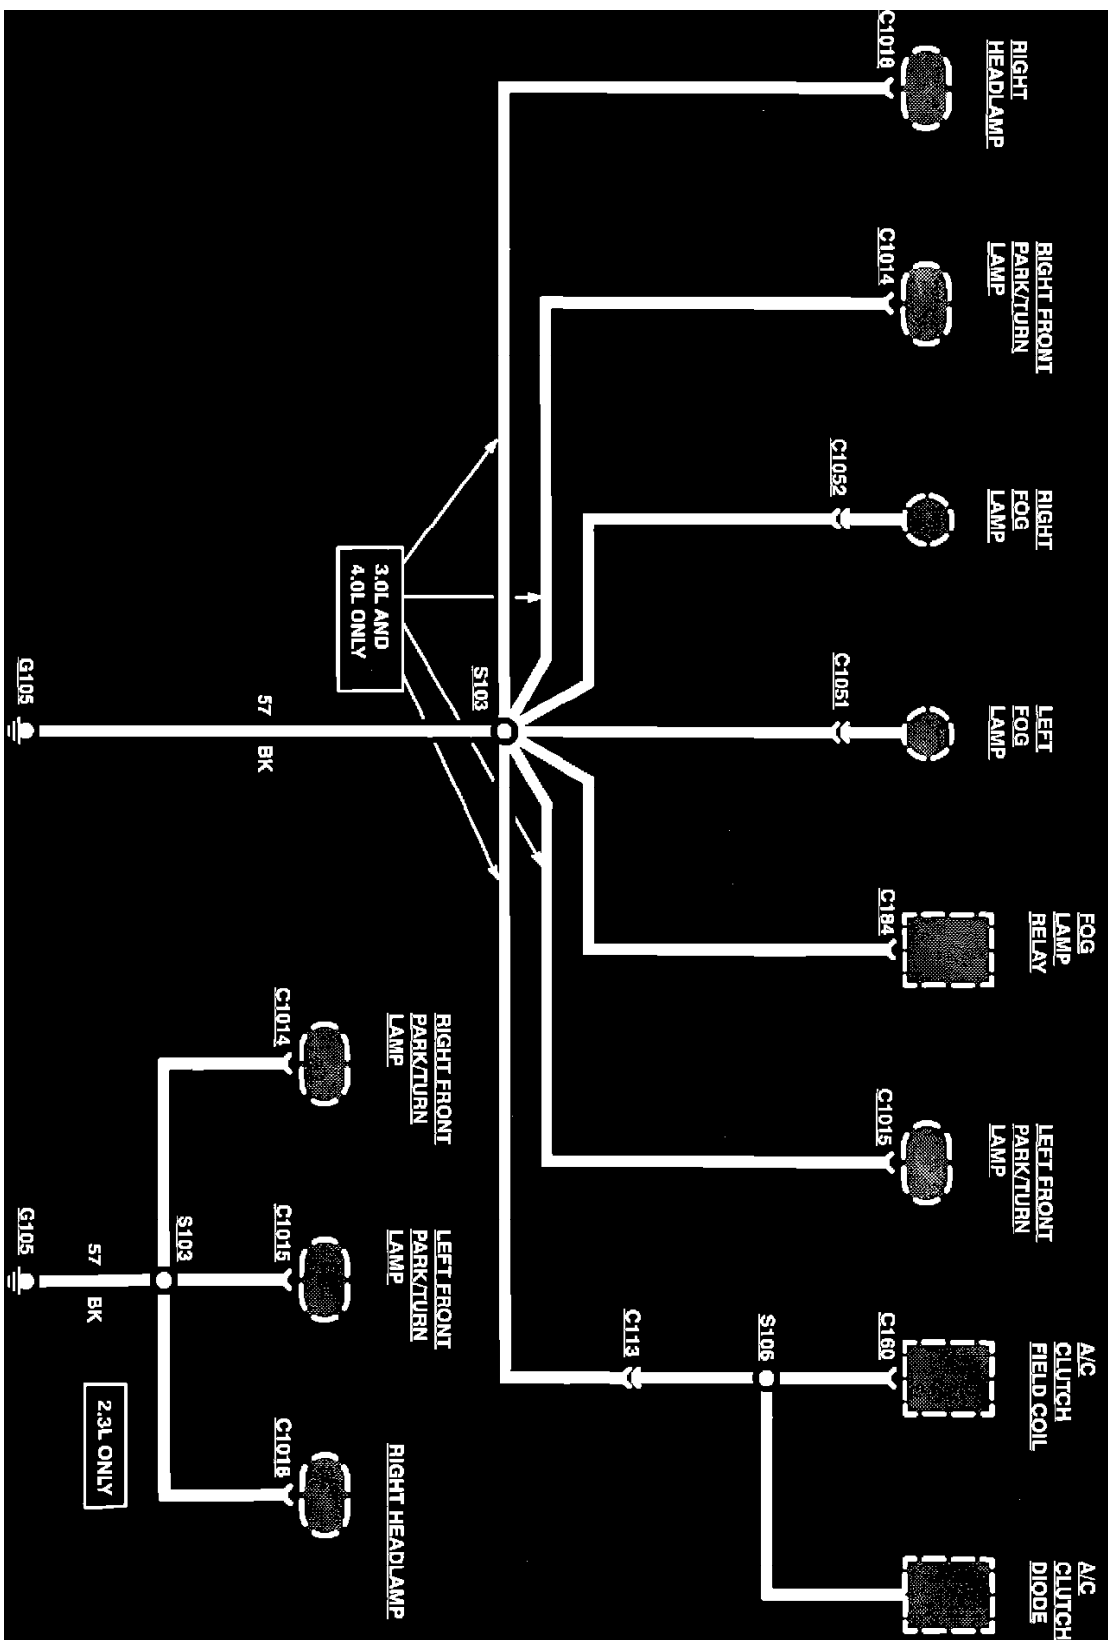 RIGHT
HEADLAMP
RIGHT FRONT
PARK/TURN
LAMP
RIGHT
FOG
LAMP
LEFT
FOG
LAMP
FOG
LAMP
RELAY
LEFT FRONT
PARK/TURN
LAMP
A/C
CLUTCH
FIELD COIL
A/C
CLUTCH
DIODE
C1016
C1014
C1052
C1051
C184
C1015
C160
S106
C113
S103
3.0L AND
4.0L ONLY
57
BK
G105
RIGHT FRONT
PARK/TURN
LAMP
LEFT FRONT
PARK/TURN
LAMP
RIGHT HEADLAMP
C1014
C1015
C1016
S103
57
BK
2.3L ONLY
G105